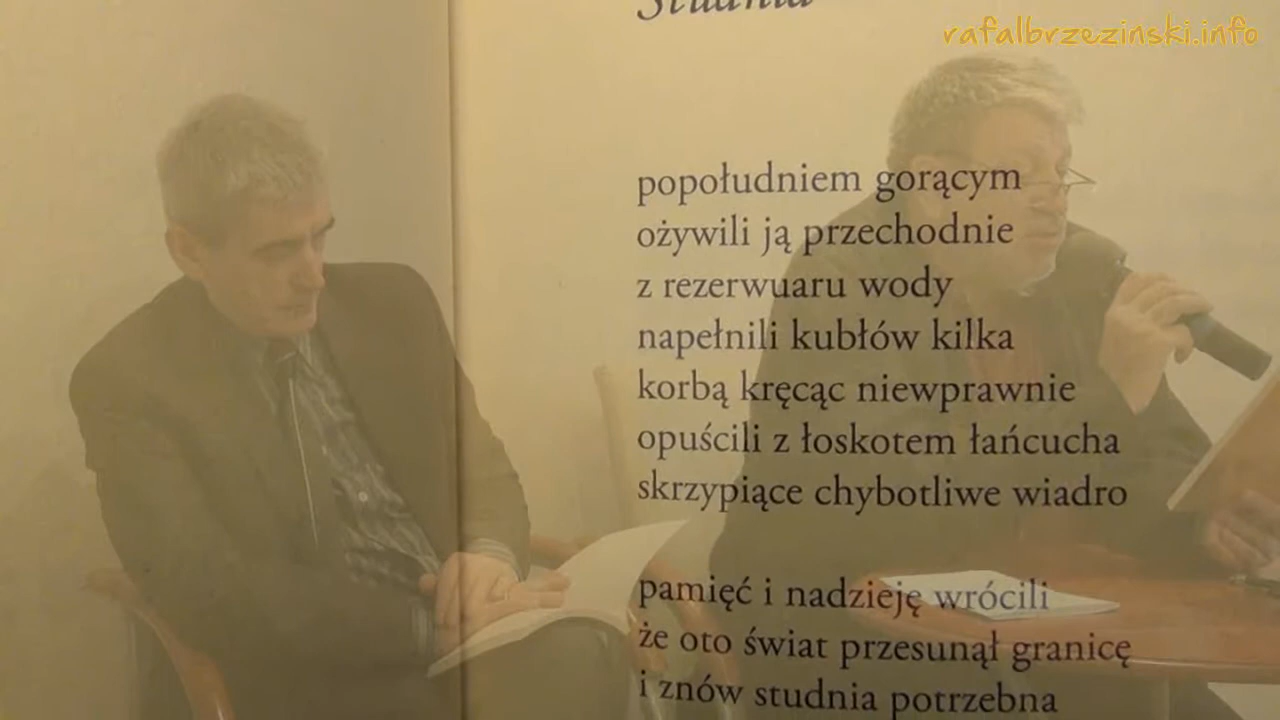 Studnia
rafalbrzezinski.info
popołudniem gorącym
ożywili ją przechodnie
z rezerwuaru wody
napełnili kubłów kilka
korbą kręcąc niewprawnie
opuścili z łoskotem łańcucha
skrzypiące chybotliwe wiadro
pamięć i nadzieję wrócili
że oto świat przesunął granicę
i znów studnia potrzebna